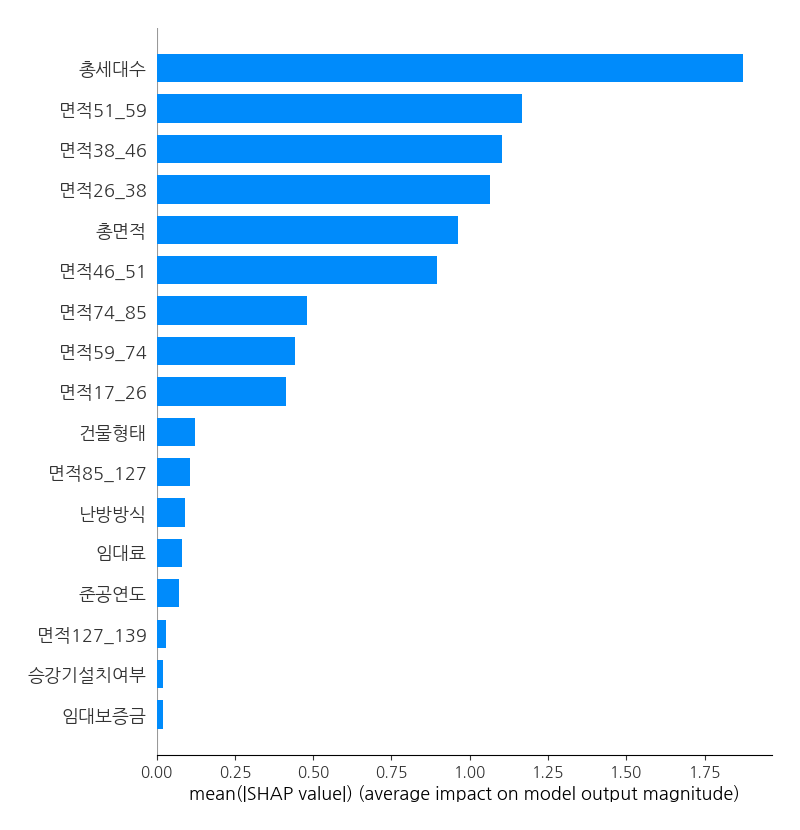 총세대수
면적51_59
면적38_46
면적26_38
총면적
면적46_51
면적74_85
면적59_74
면적17_26
건물형태
면적85_127
난방방식
임대료
준공연도
면적127_139
승강기설치여부
임대보증금
0.00 0.25 0.50 0.75 1.00 1.25 1.50 1.75
mean(|SHAP value|) (average impact on model output magnitude)